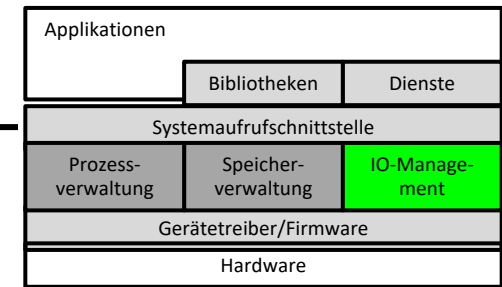 Applikationen
Bibliotheken
Dienste
Systemaufrufschnittstelle
Prozess-
verwaltung
Speicher-
verwaltung
IO-Manage-
ment
Gerätetreiber/Firmware
Hardware